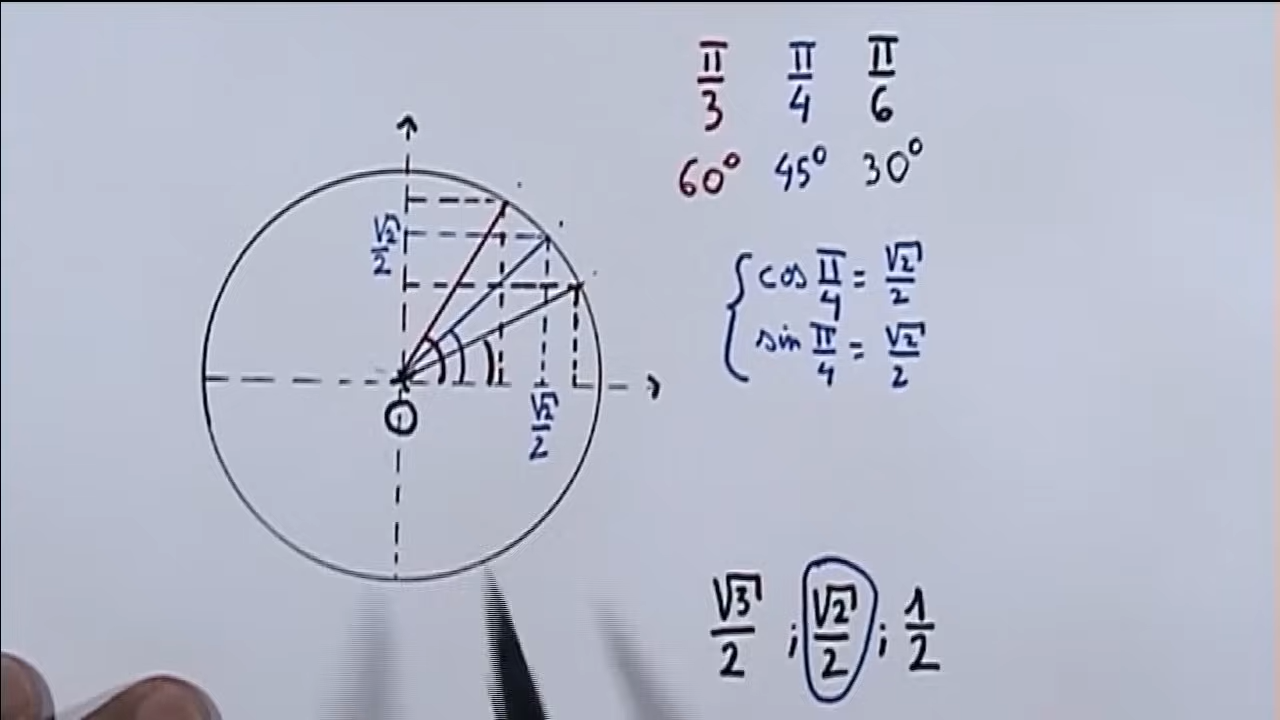 π/3 π/4 π/6
60° 45° 30°
√2/2
cos π/4 = √2/2
sin π/4 = √2/2
O
√2/2
√3/2 ; √2/2 ; 1/2